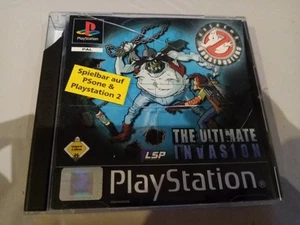 PlayStation
PAL
Spielbar auf
PSone &
Playstation 2
THE ULTIMATE
INVASION
LSP
PlayStation